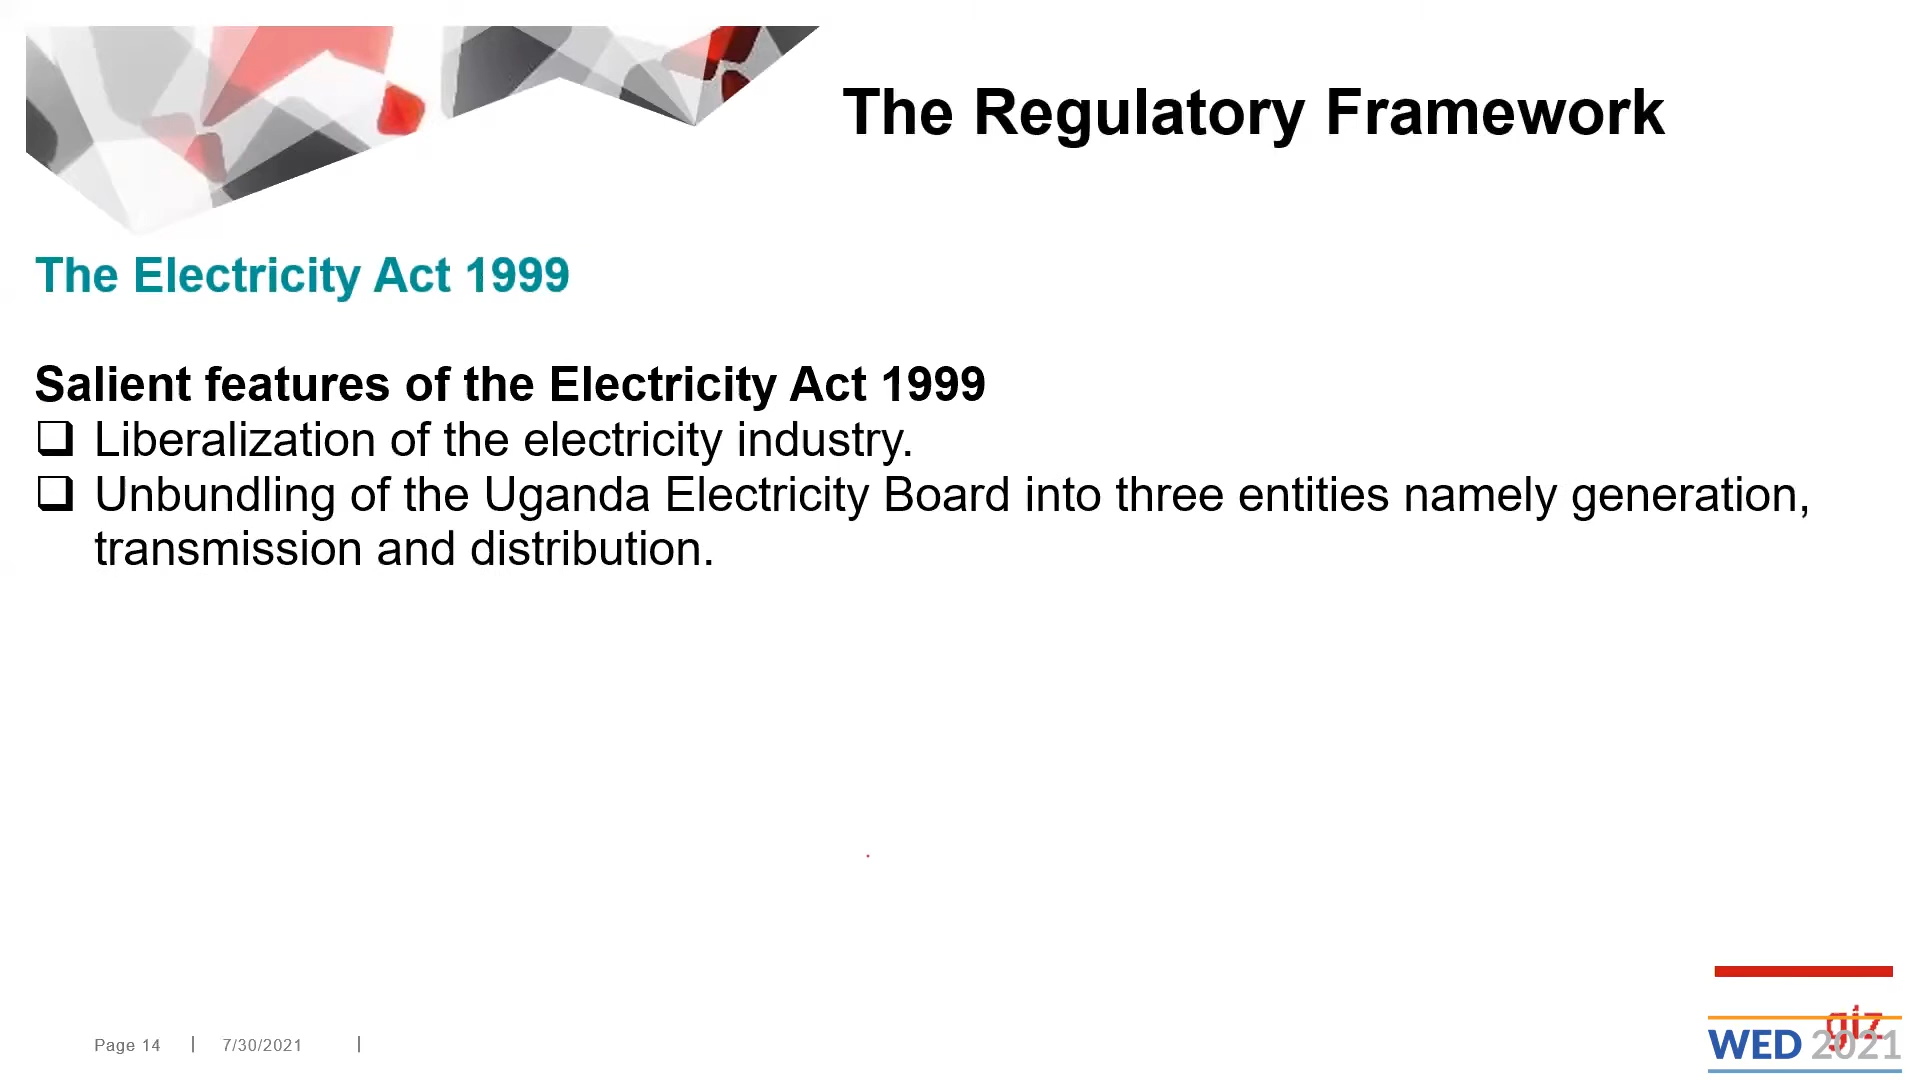 The Regulatory Framework
The Electricity Act 1999
Salient features of the Electricity Act 1999
❑ Liberalization of the electricity industry.
❑ Unbundling of the Uganda Electricity Board into three entities namely generation,
transmission and distribution.
giz
WED 2021
Page 14 | 7/30/2021 |